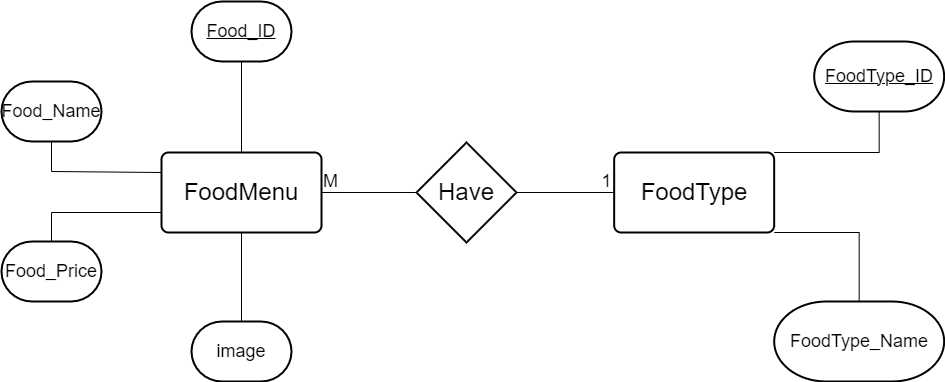 Food_ID
FoodType_ID
Food_Name
FoodMenu
M
Have
1
FoodType
Food_Price
image
FoodType_Name